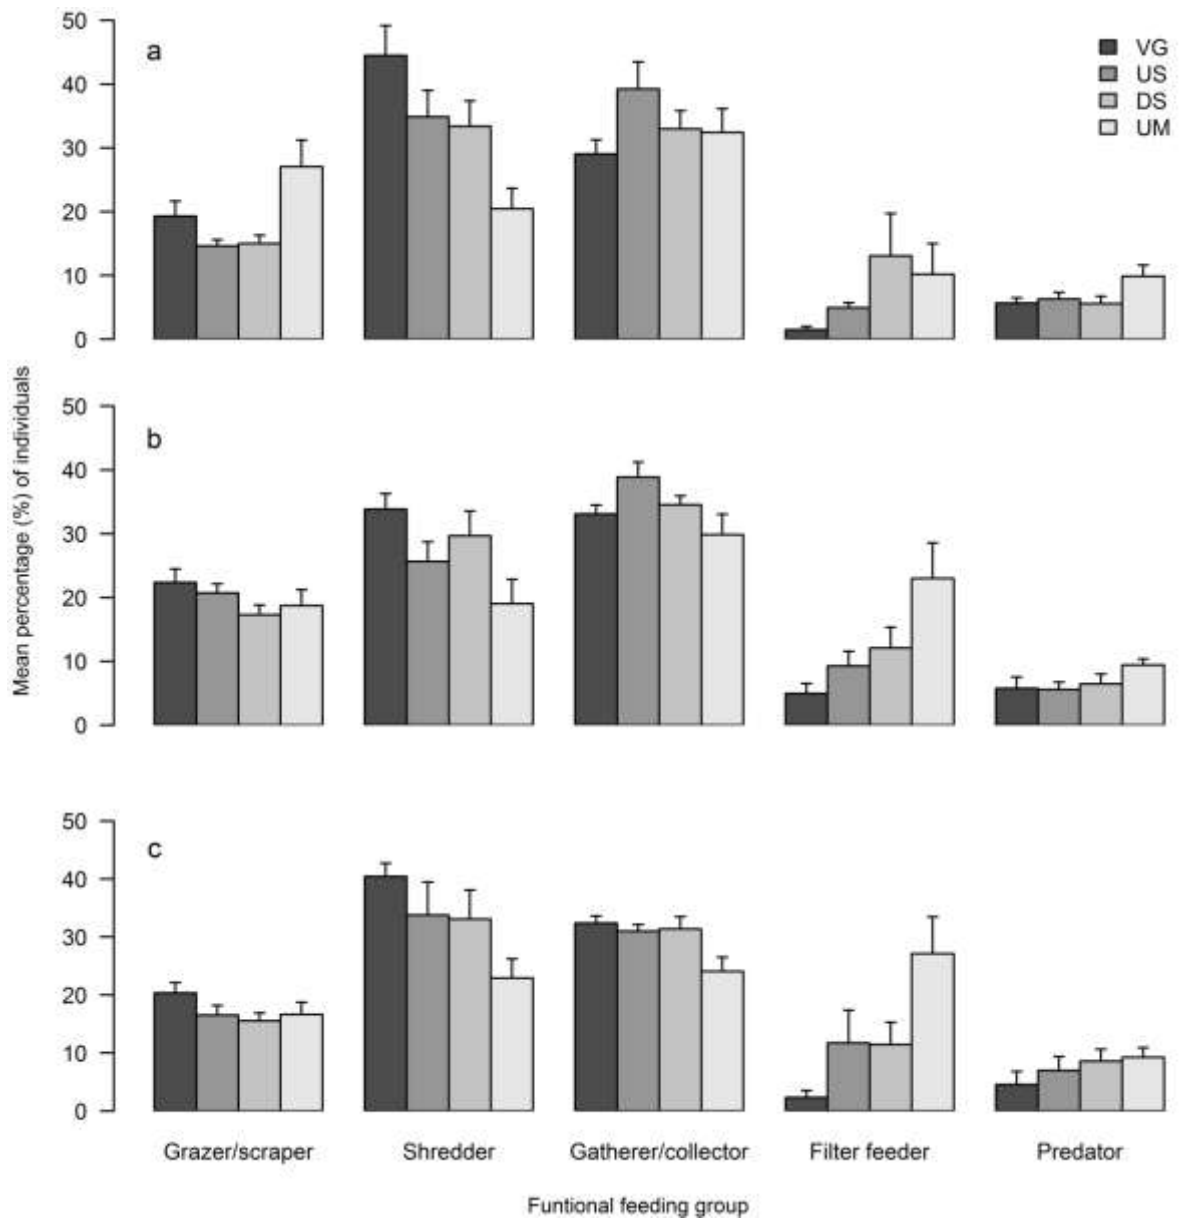 50
40
30
20
10
0
a
VG
US
DS
UM
Mean percentage (%) of individuals
50
40
30
20
10
0
b
50
40
30
20
10
0
c
Grazer/scraper Shredder Gatherer/collector Filter feeder Predator
Funtional feeding group